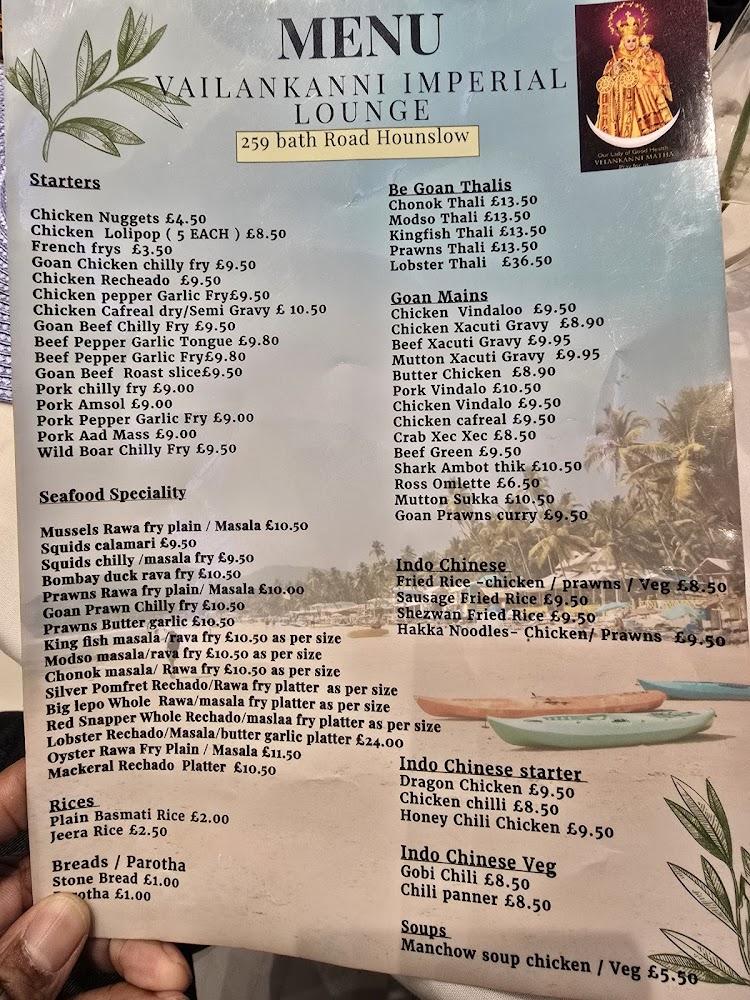 MENU
VAILANKANNI IMPERIAL
LOUNGE
259 bath Road Hounslow
Our Lady of Good Health
VELANKANNI MATHA
Pray for us
Starters
Chicken Nuggets £4.50
Chicken Lolipop ( 5 EACH ) £8.50
French frys £3.50
Goan Chicken chilly fry £9.50
Chicken Recheado £9.50
Chicken pepper Garlic Fry£9.50
Chicken Cafreal dry/Semi Gravy £ 10.50
Goan Beef Chilly Fry £9.50
Beef Pepper Garlic Tongue £9.80
Beef Pepper Garlic Fry£9.80
Goan Beef Roast slice£9.50
Pork chilly fry £9.00
Pork Amsol £9.00
Pork Pepper Garlic Fry £9.00
Pork Aad Mass £9.00
Wild Boar Chilly Fry £9.50
Seafood Speciality
Mussels Rawa fry plain / Masala £10.50
Squids calamari £9.50
Squids chilly /masala fry £9.50
Bombay duck rava fry £10.50
Prawns Rawa fry plain/ Masala £10.00
Goan Prawn Chilly fry £10.50
Prawns Butter garlic £10.50
King fish masala /rava fry £10.50 as per size
Modso masala/rava fry £10.50 as per size
Chonok masala/ Rawa fry £10.50 as per size
Silver Pomfret Rechado/Rawa fry platter as per size
Big lepo Whole Rawa/masala fry platter as per size
Red Snapper Whole Rechado/maslaa fry platter as per size
Lobster Rechado/Masala/butter garlic platter £24.00
Oyster Rawa Fry Plain / Masala £11.50
Mackeral Rechado Platter £10.50
Rices
Plain Basmati Rice £2.00
Jeera Rice £2.50
Breads / Parotha
Stone Bread £1.00
otha £1.00
Be Goan Thalis
Chonok Thali £13.50
Modso Thali £13.50
Kingfish Thali £13.50
Prawns Thali £13.50
Lobster Thali £36.50
Goan Mains
Chicken Vindaloo £9.50
Chicken Xacuti Gravy £8.90
Beef Xacuti Gravy £9.95
Mutton Xacuti Gravy £9.95
Butter Chicken £8.90
Pork Vindalo £10.50
Chicken Vindalo £9.50
Chicken cafreal £9.50
Crab Xec Xec £8.50
Beef Green £9.50
Shark Ambot thik £10.50
Ross Omlette £6.50
Mutton Sukka £10.50
Goan Prawns curry £9.50
Indo Chinese
Fried Rice -chicken / prawns / Veg £8.50
Sausage Fried Rice £9.50
Shezwan Fried Rice £9.50
Hakka Noodles- Chicken/ Prawns £9.50
Indo Chinese starter
Dragon Chicken £9.50
Chicken chilli £8.50
Honey Chili Chicken £9.50
Indo Chinese Veg
Gobi Chili £8.50
Chili panner £8.50
Soups
Manchow soup chicken / Veg £5.50